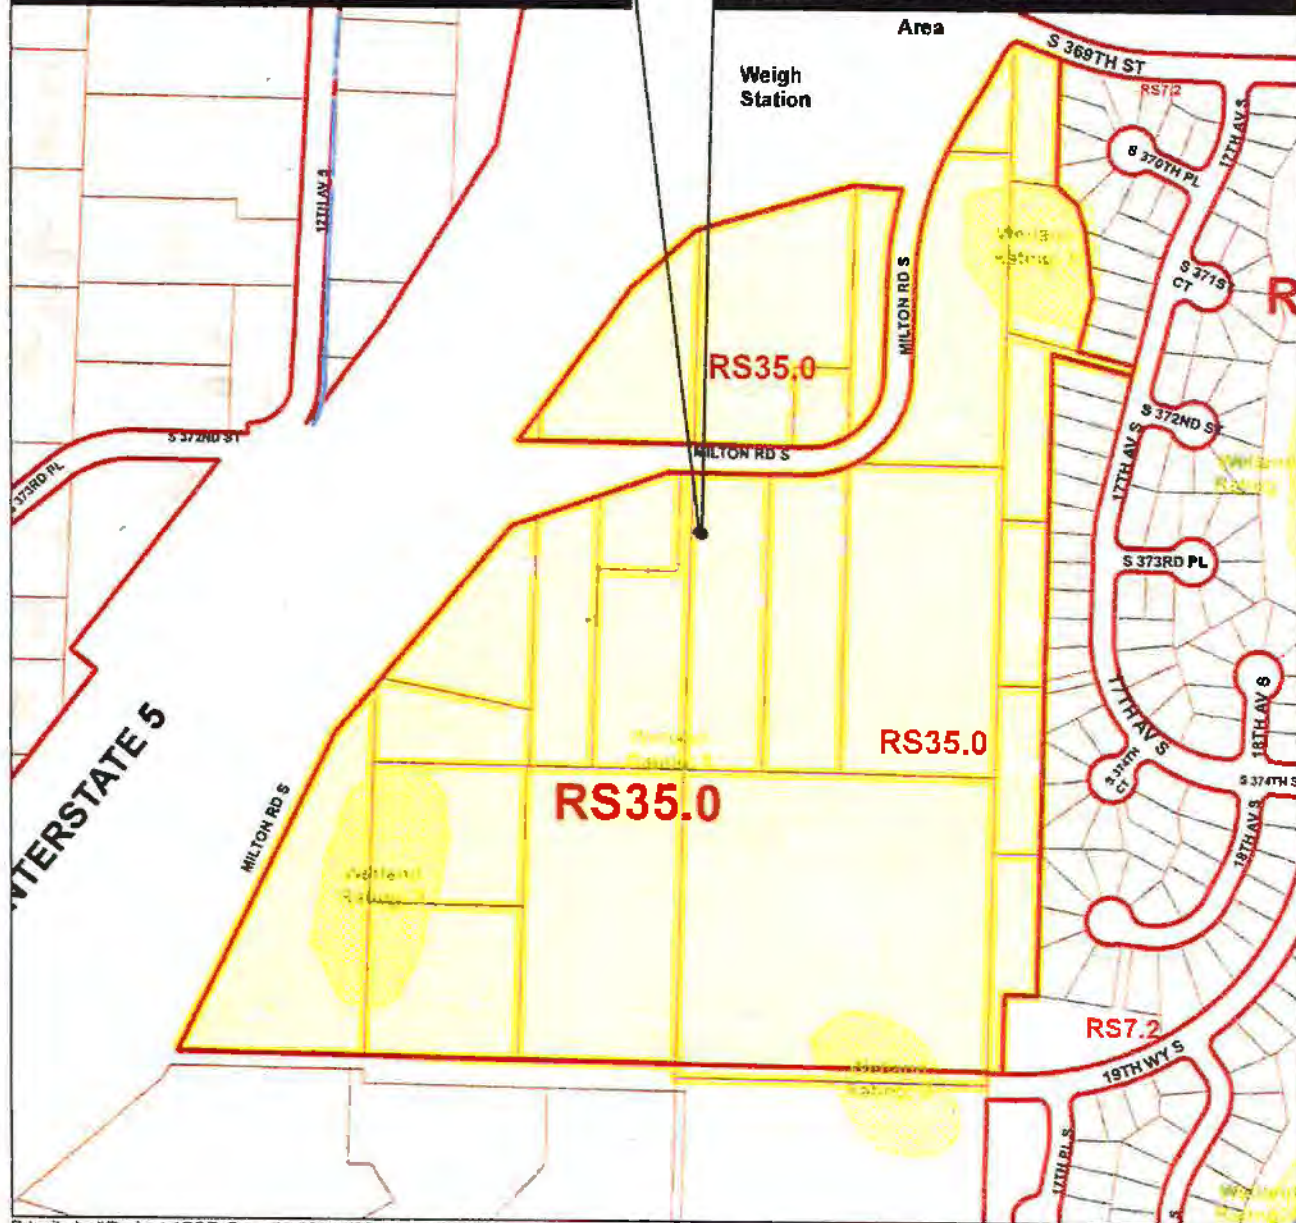 Area
S 369TH ST
Weigh
Station
RS7.2
17TH AV S
S 370TH PL
12TH AV S
MILTON RD S
S 371ST
CT
R
RS35.0
S 372ND ST
S 372ND ST
MILTON RD S
17TH AV S
S 373RD PL
S 373RD PL
RS35.0
17TH AV S
18TH AV S
INTERSTATE 5
S 374TH
CT
S 374TH S
RS35.0
MILTON RD S
18TH AV S
Wetland
RS7.2
19TH WY S
Wetland
17TH PL S